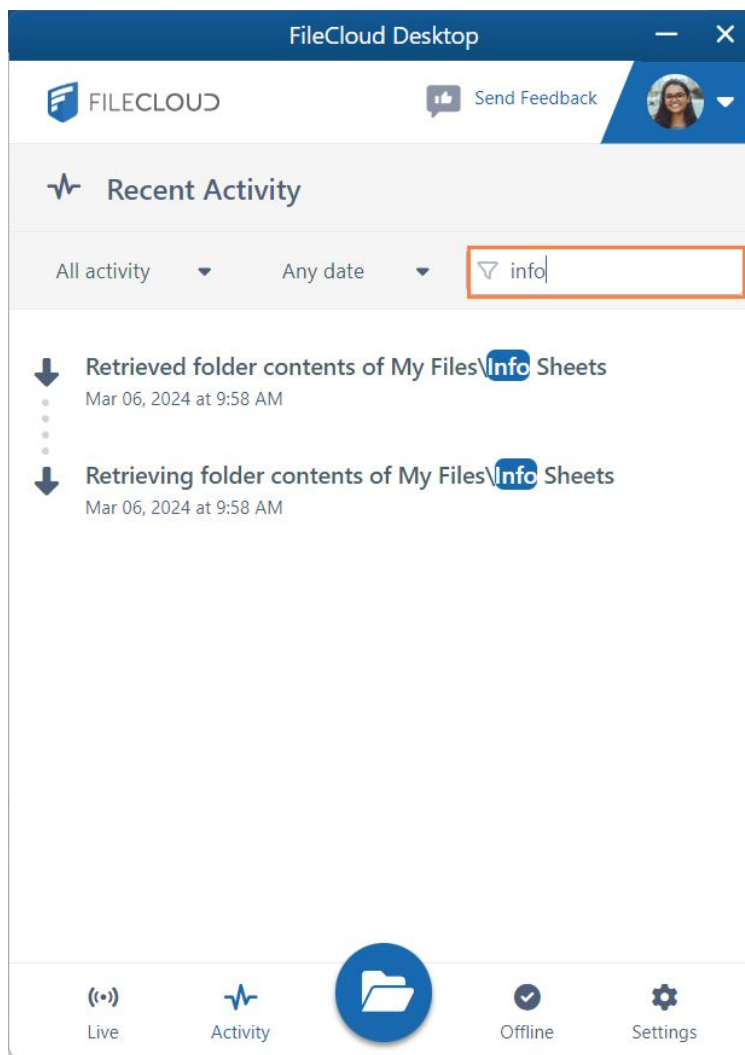 FileCloud Desktop
FILECLOUD
Send Feedback
Recent Activity
All activity
Any date
info
Retrieved folder contents of My Files\Info Sheets
Mar 06, 2024 at 9:58 AM
Retrieving folder contents of My Files\Info Sheets
Mar 06, 2024 at 9:58 AM
Live
Activity
Offline
Settings